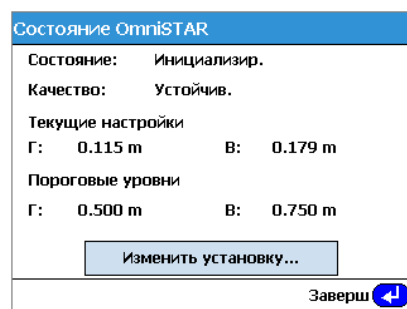 Состояние OmniSTAR
Состояние: Инициализир.
Качество: Устойчив.
Текущие настройки
Г: 0.115 m В: 0.179 m
Пороговые уровни
Г: 0.500 m В: 0.750 m
Изменить установку...
Заверш